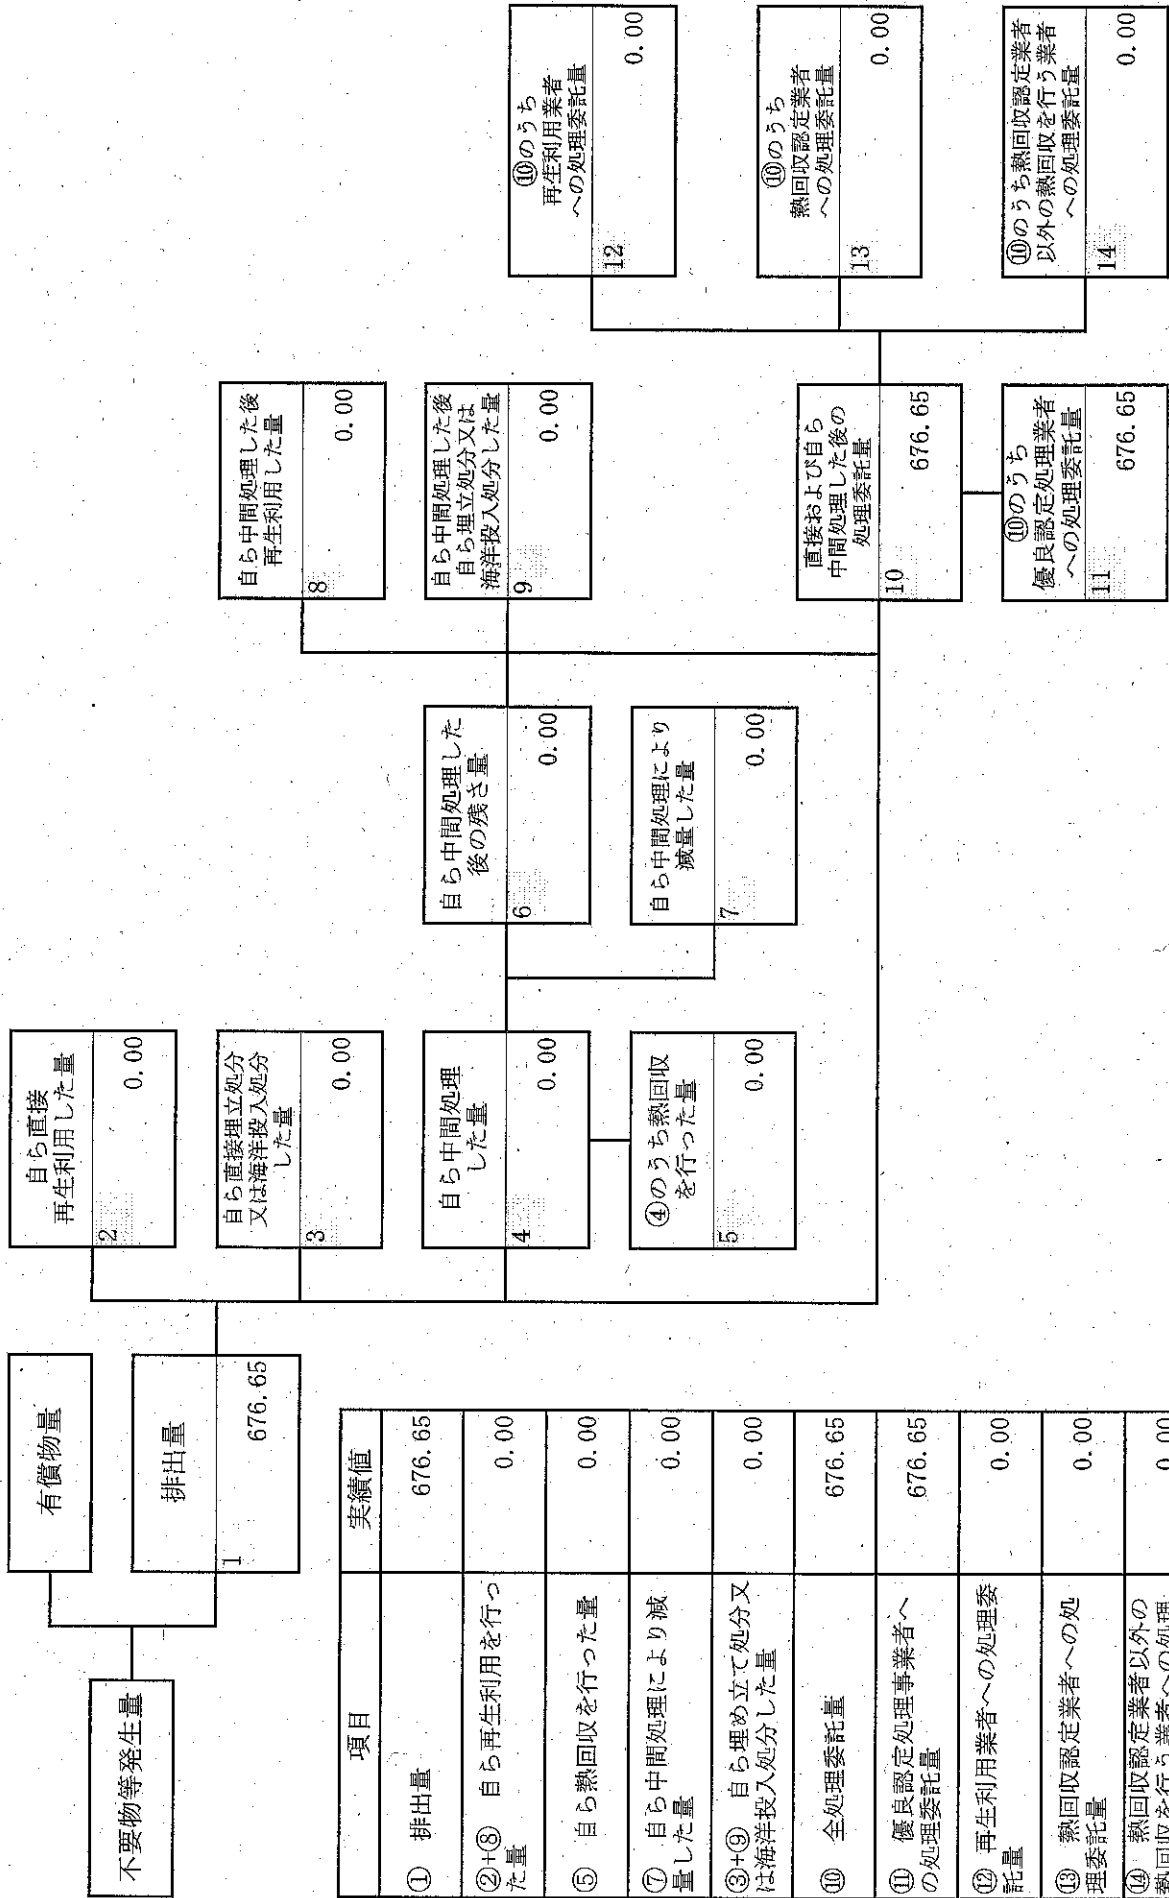 不要物等発生量
有償物量
排出量
1
676.65
自ら直接
再生利用した量
2
0.00
自ら直接埋立処分
又は海洋投入処分
した量
3
0.00
自ら中間処理
した量
4
0.00
④のうち熱回収
を行った量
5
0.00
自ら中間処理した
後の残さ量
6
0.00
自ら中間処理により
減量した量
7
0.00
自ら中間処理した後
再生利用した量
8
0.00
自ら中間処理した後
自ら埋立処分又は
海洋投入処分した量
9
0.00
直接および自ら
中間処理した後の
処理委託量
10
676.65
⑩のうち
優良認定処理業者
への処理委託量
11
676.65
⑩のうち
再生利用業者
への処理委託量
12
0.00
⑩のうち
熱回収認定業者
への処理委託量
13
0.00
⑩のうち熱回収認定業者
以外の熱回収を行う業者
への処理委託量
14
0.00
項目 実績値
① 排出量 676.65
②+⑧ 自ら再生利用を行っ
た量 0.00
⑤ 自ら熱回収を行った量 0.00
⑦ 自ら中間処理により減
量した量 0.00
③+⑨ 自ら埋め立て処分又
は海洋投入処分した量 0.00
⑩ 全処理委託量 676.65
⑪ 優良認定処理事業者へ
の処理委託量 676.65
⑫ 再生利用業者への処理委
託量 0.00
⑬ 熱回収認定業者への処
理委託量 0.00
⑭ 熱回収認定業者以外の
熱回収を行う業者への処理
0.00